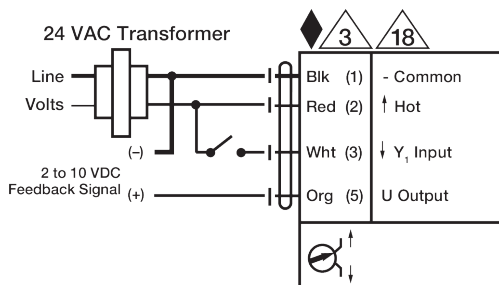 24 VAC Transformer
3
18
Line
Volts
Blk (1) - Common
Red (2) Hot
(–)
Wht (3) Y1 Input
2 to 10 VDC
Feedback Signal
(+)
Org (5) U Output